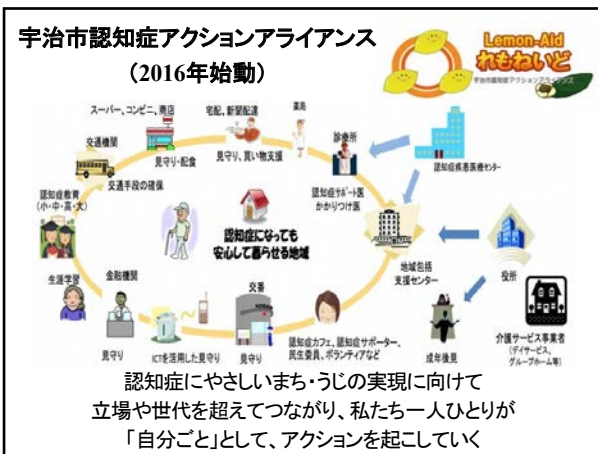 宇治市認知症アクションアライアンス
（2016年始動）
Lemon-Aid
れもねいど
宇治市認知症アクションアライアンス
スーパー、コンビニ、商店
宅配、新聞配達
薬局
診療所
交通機関
見守り・配食
見守り、買い物支援
認知症疾患医療センター
交通手段の確保
認知症教育
（小・中・高・大）
認知症サポート医
かかりつけ医
認知症になっても
安心して暮らせる地域
地域包括
支援センター
役所
生涯学習
金融機関
交番
見守り
ICTを活用した見守り
見守り
認知症カフェ、認知症サポーター、
民生委員、ボランティアなど
成年後見
介護サービス事業者
（デイサービス、
グループホーム等）
認知症にやさしいまち・うじの実現に向けて
立場や世代を超えてつながり、私たち一人ひとりが
「自分ごと」として、アクションを起こしていく